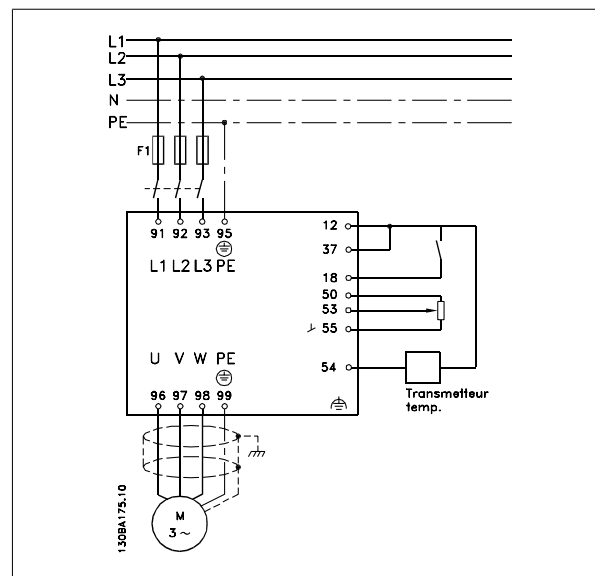 L1
L2
L3
N
PE
F1
91 92 93 95
L1 L2 L3 PE
12
37
18
50
53
55
54
U V W PE
96 97 98 99
Transmetteur
temp.
M
3~
130BA175.10